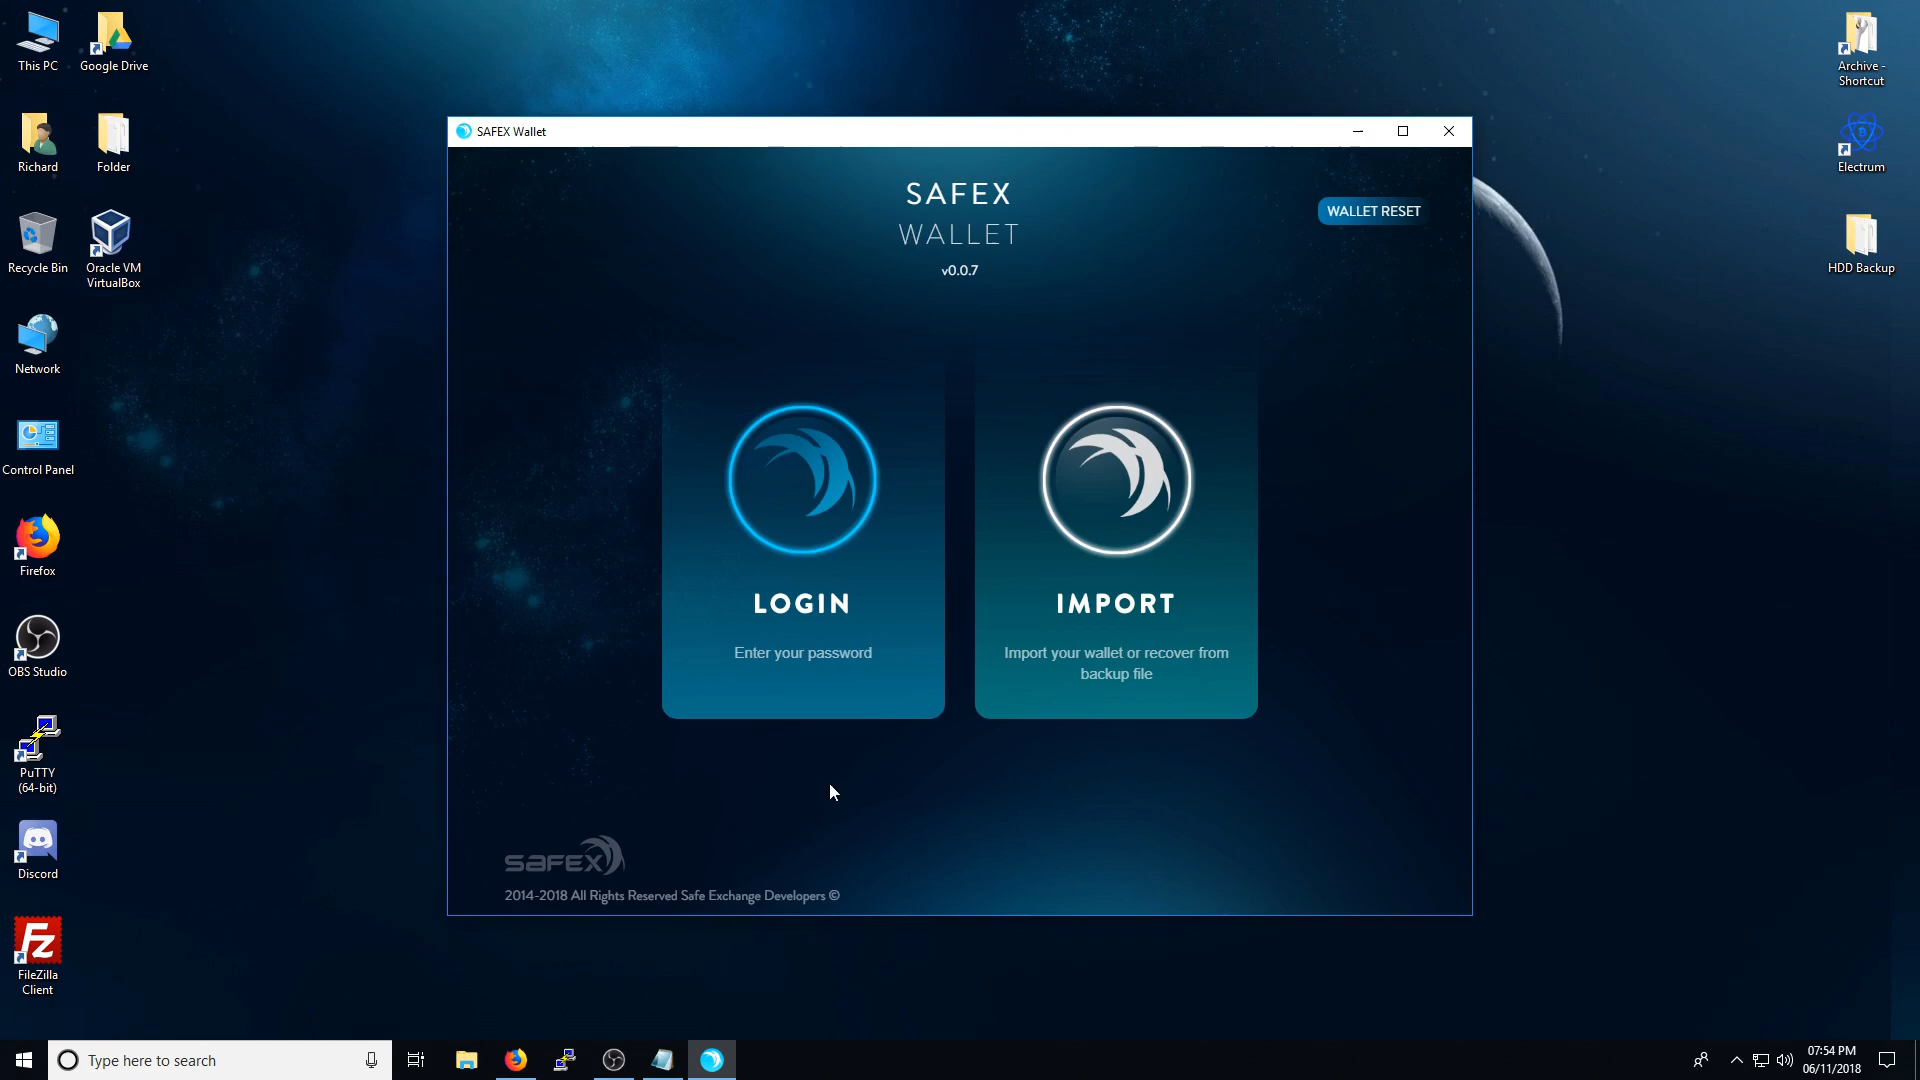 This PC
Google Drive
Richard
Folder
Recycle Bin
Oracle VM
VirtualBox
Network
Control Panel
Firefox
OBS Studio
PuTTY
(64-bit)
Discord
FileZilla
Client
SAFEX Wallet
SAFEX
WALLET
v0.0.7
WALLET RESET
LOGIN
Enter your password
IMPORT
Import your wallet or recover from
backup file
SAFEX
2014-2018 All Rights Reserved Safe Exchange Developers ©
Archive -
Shortcut
Electrum
HDD Backup
Type here to search
07:54 PM
06/11/2018